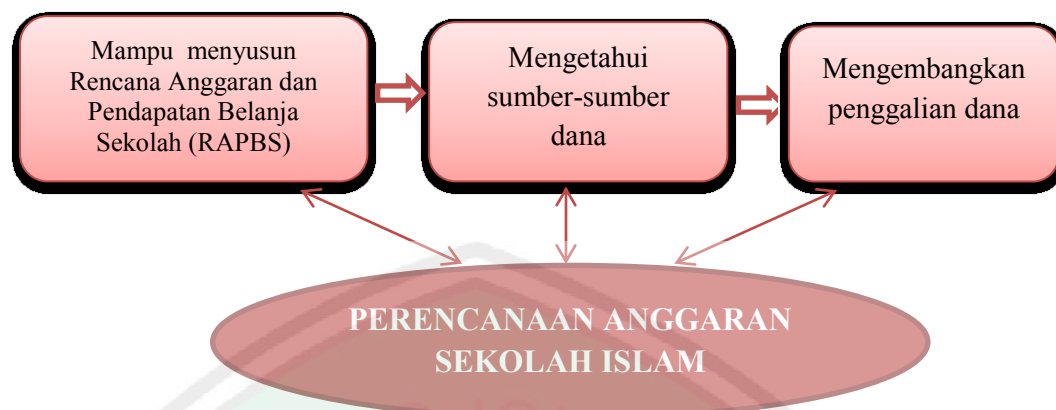 Mampu menyusun
Rencana Anggaran dan
Pendapatan Belanja
Sekolah (RAPBS)
Mengetahui
sumber-sumber
dana
Mengembangkan
penggalian dana
PERENCANAAN ANGGARAN
SEKOLAH ISLAM